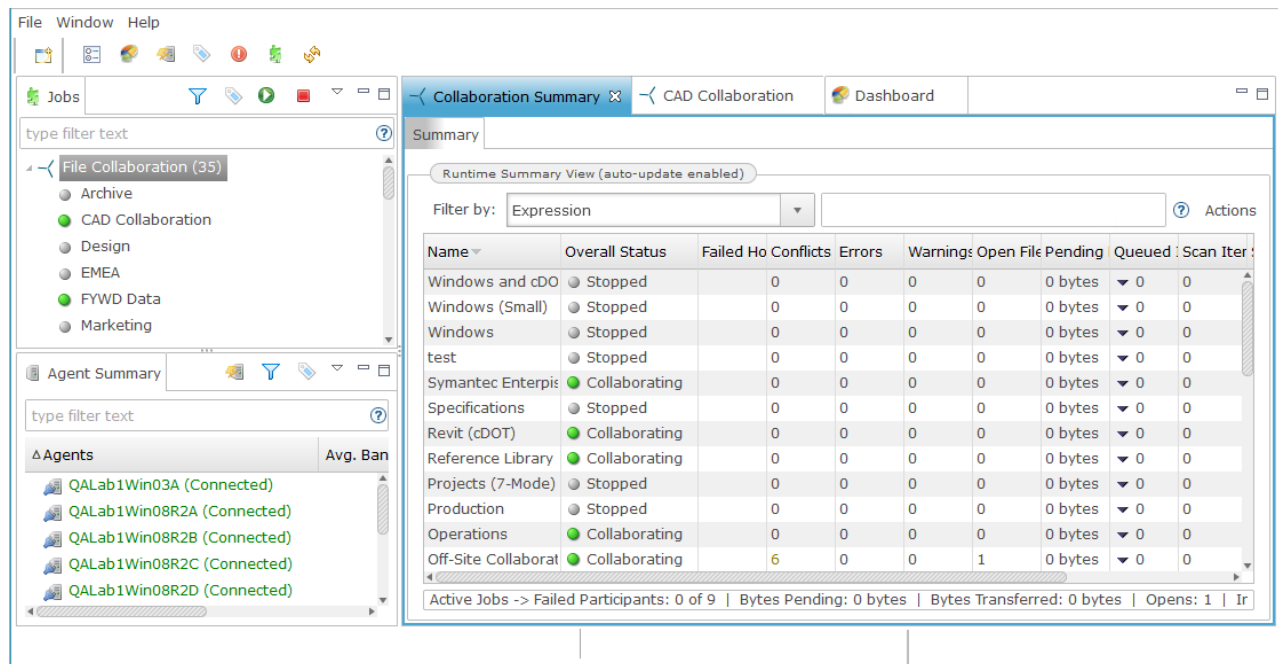 File Window Help
Jobs
type filter text
File Collaboration (35)
Archive
CAD Collaboration
Design
EMEA
FYWD Data
Marketing
Agent Summary
type filter text
Agents Avg. Ban
QALab1Win03A (Connected)
QALab1Win08R2A (Connected)
QALab1Win08R2B (Connected)
QALab1Win08R2C (Connected)
QALab1Win08R2D (Connected)
Collaboration Summary CAD Collaboration Dashboard
Summary
Runtime Summary View (auto-update enabled)
Filter by: Expression Actions
Name Overall Status Failed Ho Conflicts Errors Warnings Open File Pending Queued Scan Iter
Windows and cDO Stopped 0 0 0 0 0 bytes 0 0
Windows (Small) Stopped 0 0 0 0 0 bytes 0 0
Windows Stopped 0 0 0 0 0 bytes 0 0
test Stopped 0 0 0 0 0 bytes 0 0
Symantec Enterpis Collaborating 0 0 0 0 0 bytes 0 0
Specifications Stopped 0 0 0 0 0 bytes 0 0
Revit (cDOT) Collaborating 0 0 0 0 0 bytes 0 0
Reference Library Collaborating 0 0 0 0 0 bytes 0 0
Projects (7-Mode) Stopped 0 0 0 0 0 bytes 0 0
Production Stopped 0 0 0 0 0 bytes 0 0
Operations Collaborating 0 0 0 0 0 bytes 0 0
Off-Site Collaborat Collaborating 6 0 0 1 0 bytes 0 0
Active Jobs -> Failed Participants: 0 of 9 | Bytes Pending: 0 bytes | Bytes Transferred: 0 bytes | Opens: 1 | Ir